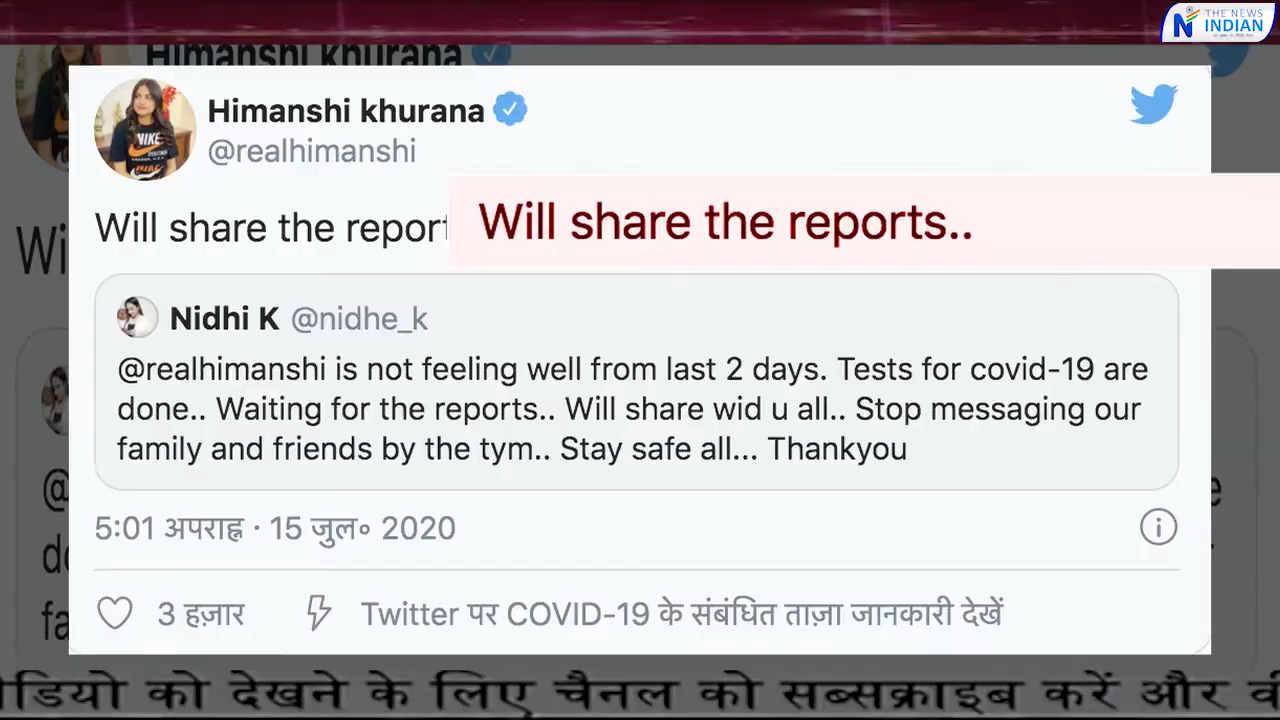 THE NEWS
INDIAN
Himanshi khurana
Himanshi khurana
@realhimanshi
Will share the report
Will share the reports..
Nidhi K @nidhe_k
@realhimanshi is not feeling well from last 2 days. Tests for covid-19 are
done.. Waiting for the reports.. Will share wid u all.. Stop messaging our
family and friends by the tym.. Stay safe all... Thankyou
5:01 अपराह्न · 15 जुल॰ 2020
3 हज़ार
Twitter पर COVID-19 के संबंधित ताज़ा जानकारी देखें
को देखने के लिए चैनल को सब्सक्राइब करें और